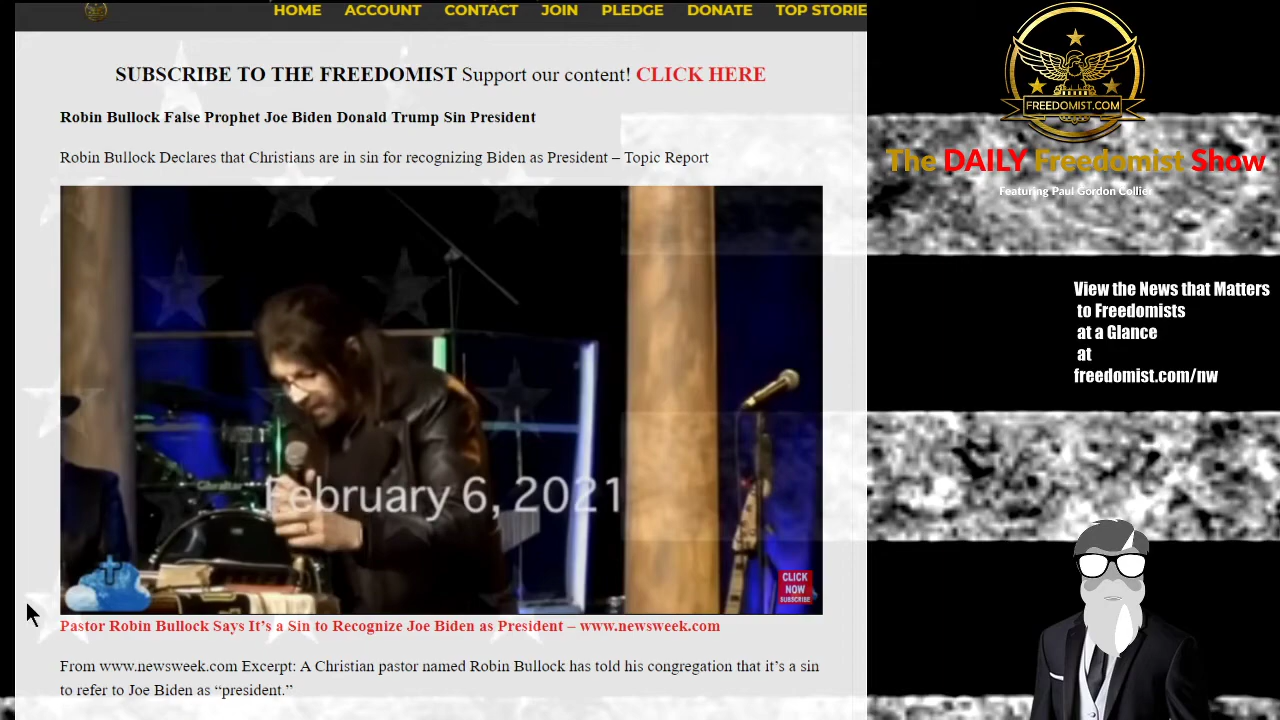 HOME ACCOUNT CONTACT JOIN PLEDGE DONATE TOP STORIE
SUBSCRIBE TO THE FREEDOMIST Support our content! CLICK HERE
Robin Bullock False Prophet Joe Biden Donald Trump Sin President
Robin Bullock Declares that Christians are in sin for recognizing Biden as President – Topic Report
Gibraltar
February 6, 2021
CLICK
NOW
SUBSCRIBE
Pastor Robin Bullock Says It’s a Sin to Recognize Joe Biden as President – www.newsweek.com
From www.newsweek.com Excerpt: A Christian pastor named Robin Bullock has told his congregation that it’s a sin
to refer to Joe Biden as “president.”
FREEDOMIST.COM
The DAILY Freedomist Show
Featuring Paul Gordon Collier
View the News that Matters
to Freedomists
at a Glance
at
freedomist.com/nw